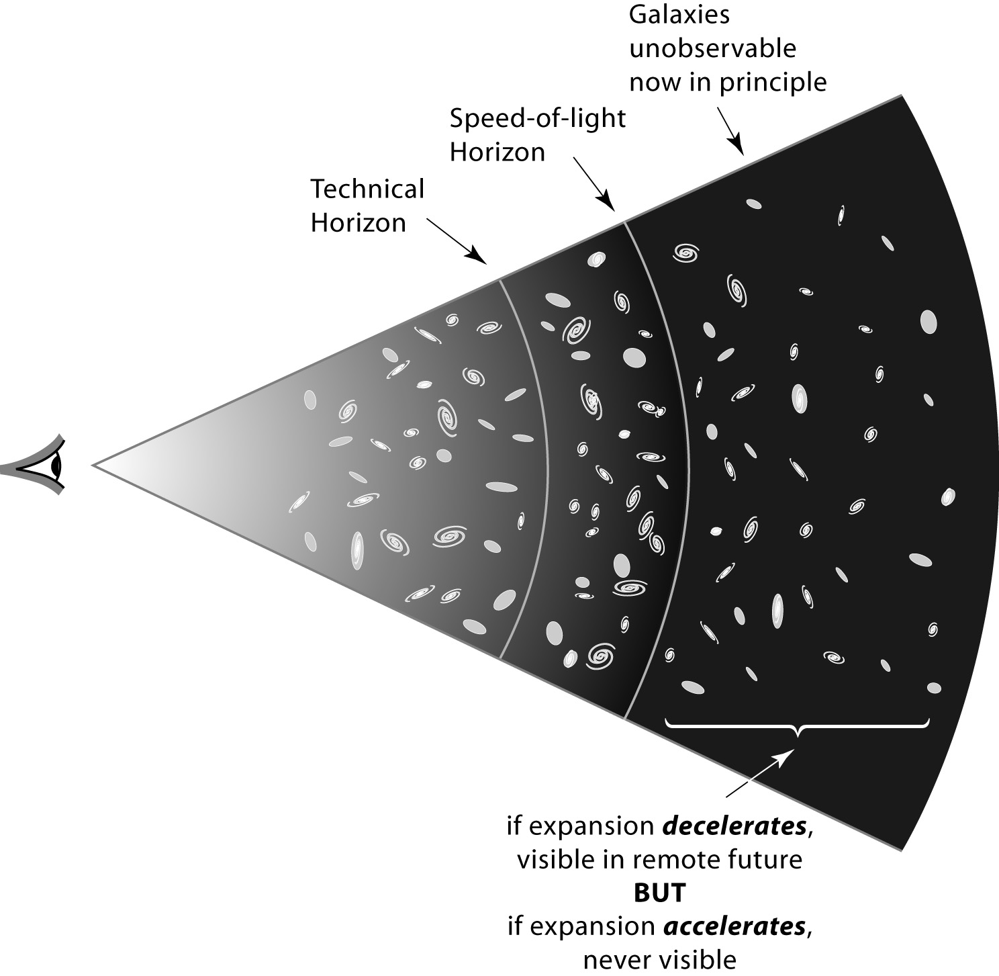 Galaxies
unobservable
now in principle
Speed-of-light
Horizon
Technical
Horizon
if expansion decelerates,
visible in remote future
BUT
if expansion accelerates,
never visible